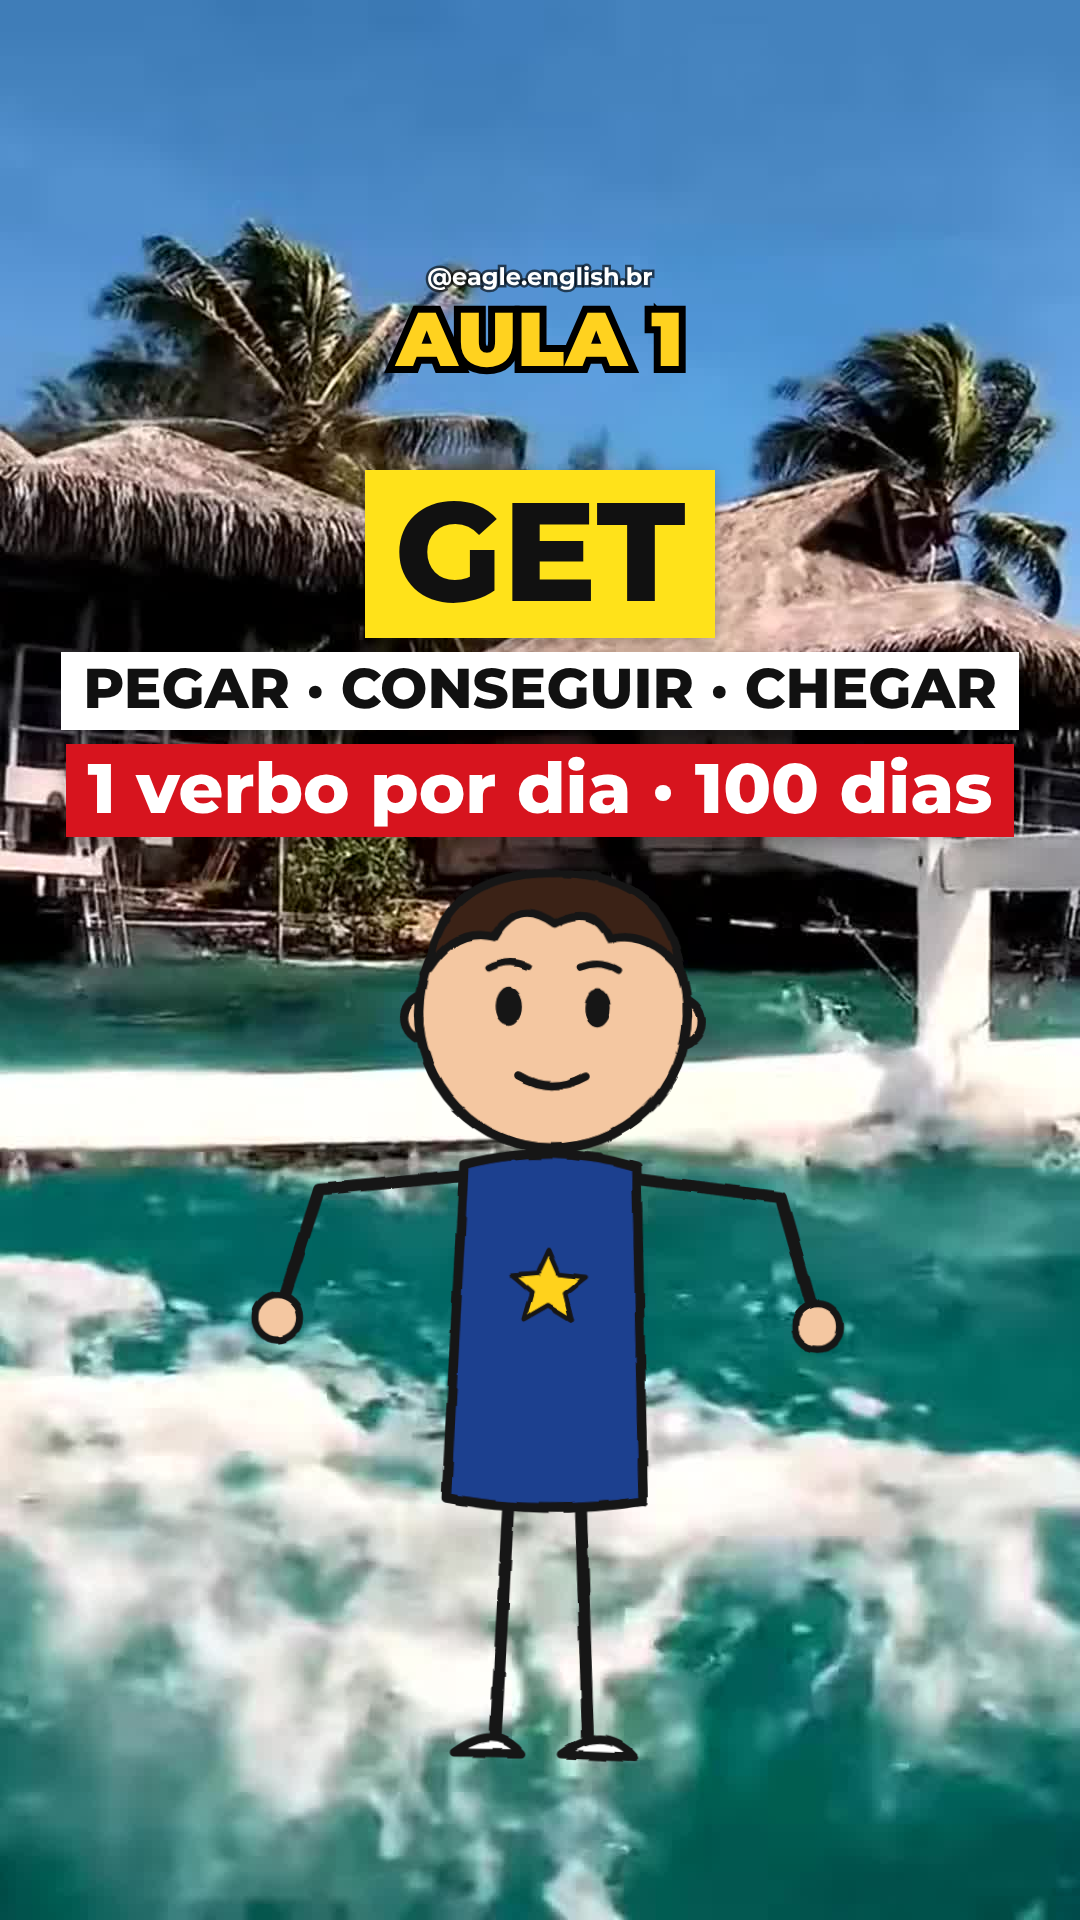 @eagle.english.br
AULA 1
GET
PEGAR • CONSEGUIR • CHEGAR
1 verbo por dia • 100 dias